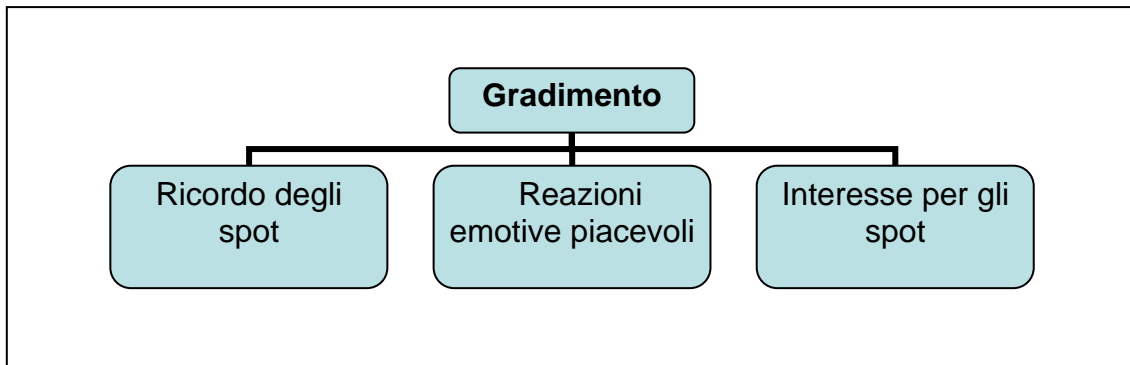 Gradimento
Ricordo degli
spot
Reazioni
emotive piacevoli
Interesse per gli
spot